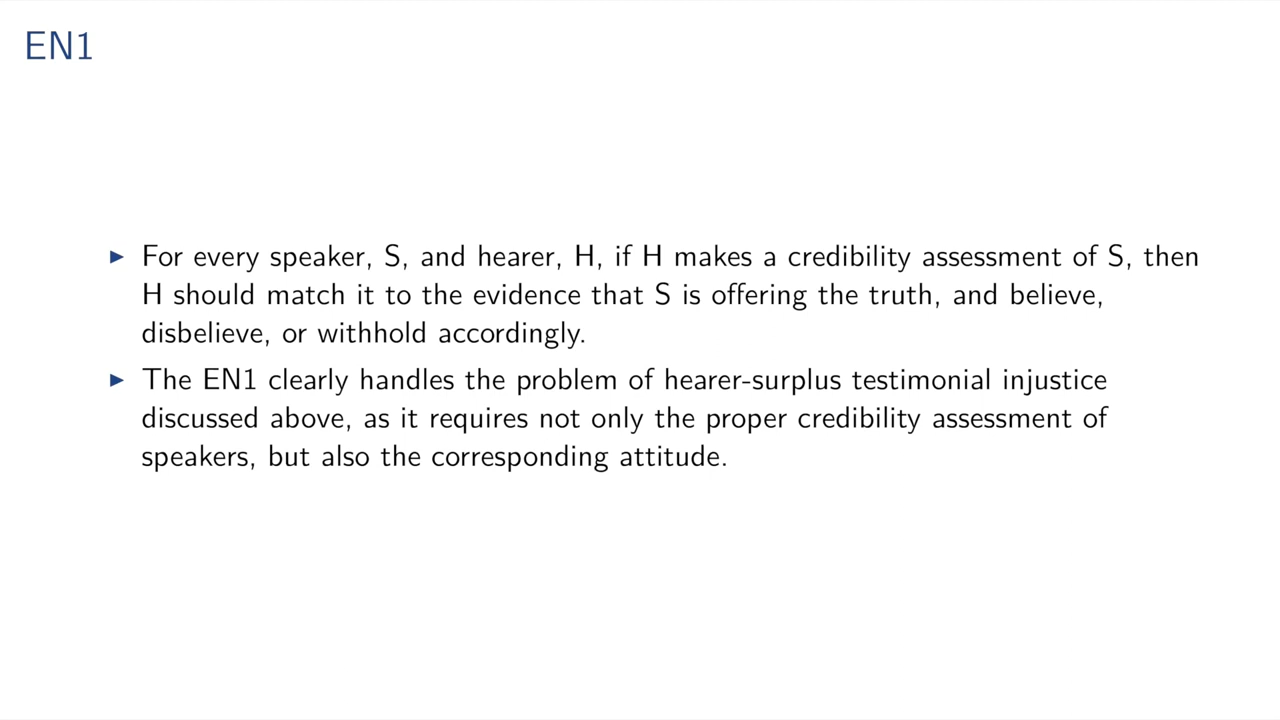 EN1
▶ For every speaker, S, and hearer, H, if H makes a credibility assessment of S, then
H should match it to the evidence that S is offering the truth, and believe,
disbelieve, or withhold accordingly.
▶ The EN1 clearly handles the problem of hearer-surplus testimonial injustice
discussed above, as it requires not only the proper credibility assessment of
speakers, but also the corresponding attitude.